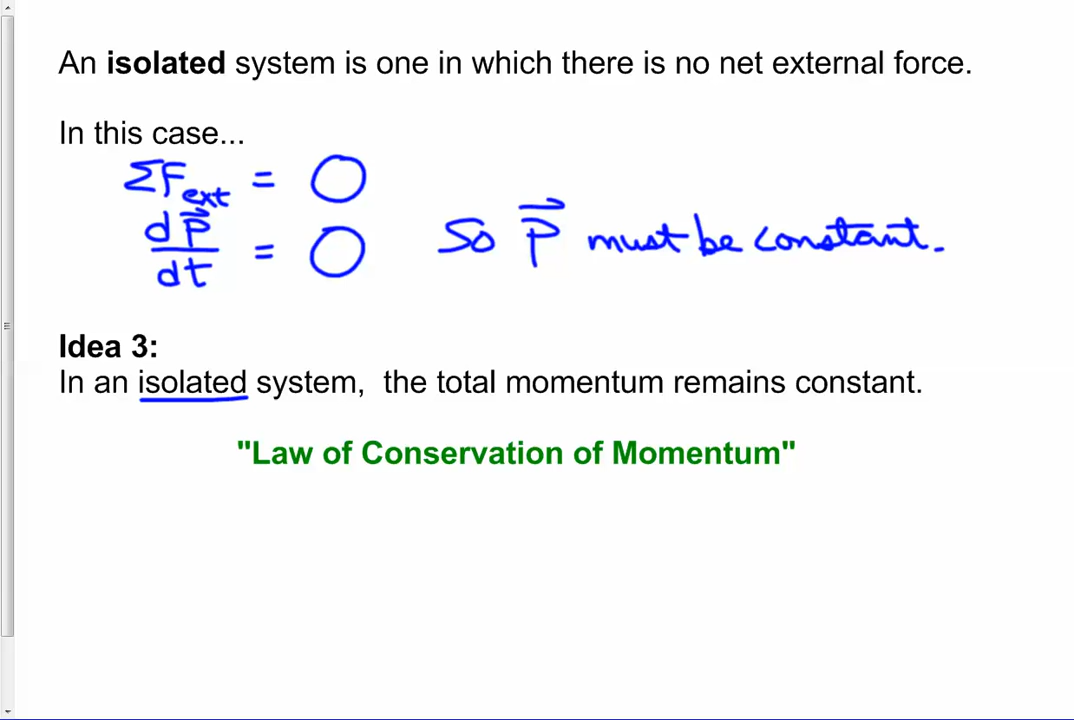 An isolated system is one in which there is no net external force.
In this case...
ΣF_ext = 0
dP⃗/dt = 0 So P⃗ must be constant.
Idea 3:
In an isolated system, the total momentum remains constant.
"Law of Conservation of Momentum"